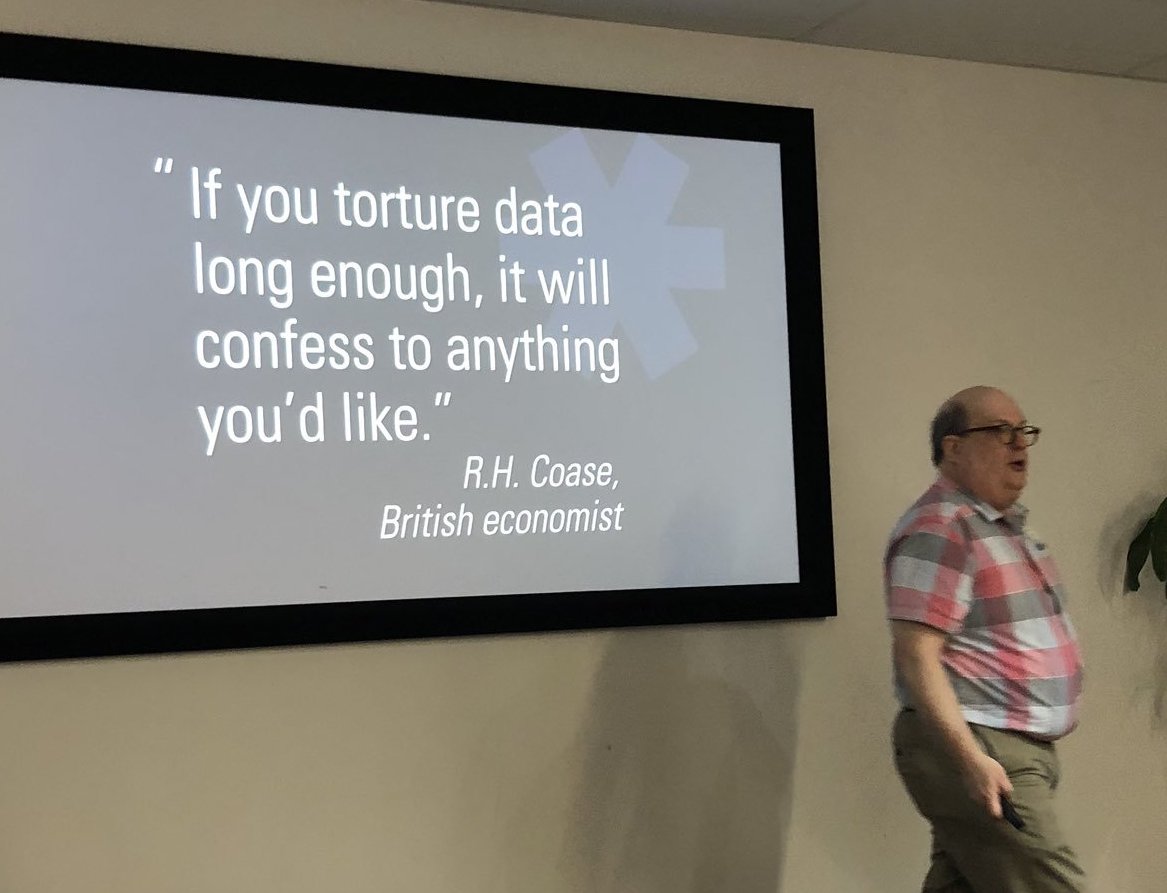 “ If you torture data
long enough, it will
confess to anything
you’d like.”
R.H. Coase,
British economist